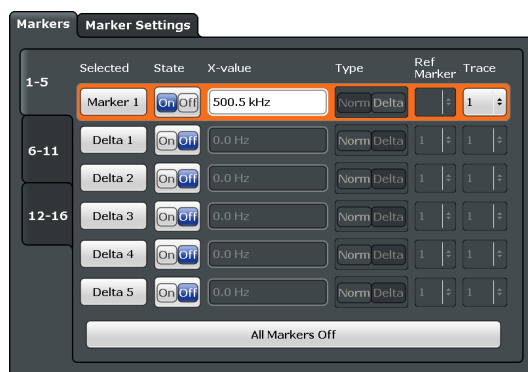 Markers Marker Settings
1-5
6-11
12-16
Selected State X-value Type Ref Marker Trace
Marker 1 On Off 500.5 kHz Norm Delta 1
Delta 1 On Off 0.0 Hz Norm Delta 1 1
Delta 2 On Off 0.0 Hz Norm Delta 1 1
Delta 3 On Off 0.0 Hz Norm Delta 1 1
Delta 4 On Off 0.0 Hz Norm Delta 1 1
Delta 5 On Off 0.0 Hz Norm Delta 1 1
All Markers Off